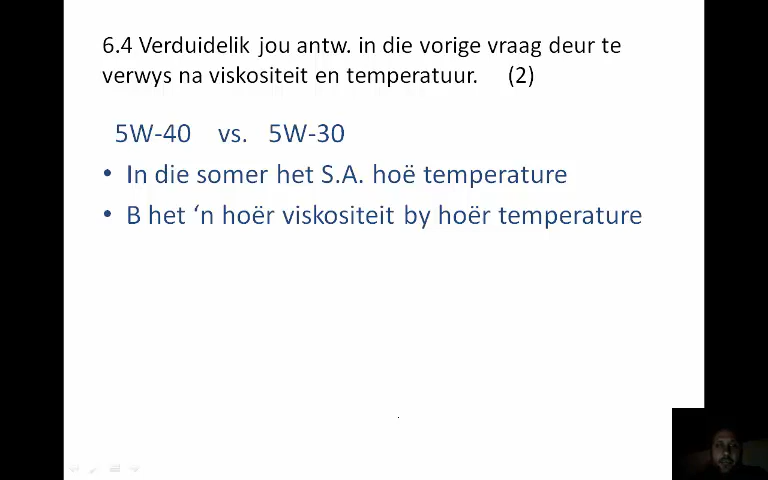 6.4 Verduidelik jou antw. in die vorige vraag deur te
verwys na viskositeit en temperatuur. (2)
5W-40 vs. 5W-30
• In die somer het S.A. hoë temperature
• B het ‘n hoër viskositeit by hoër temperature